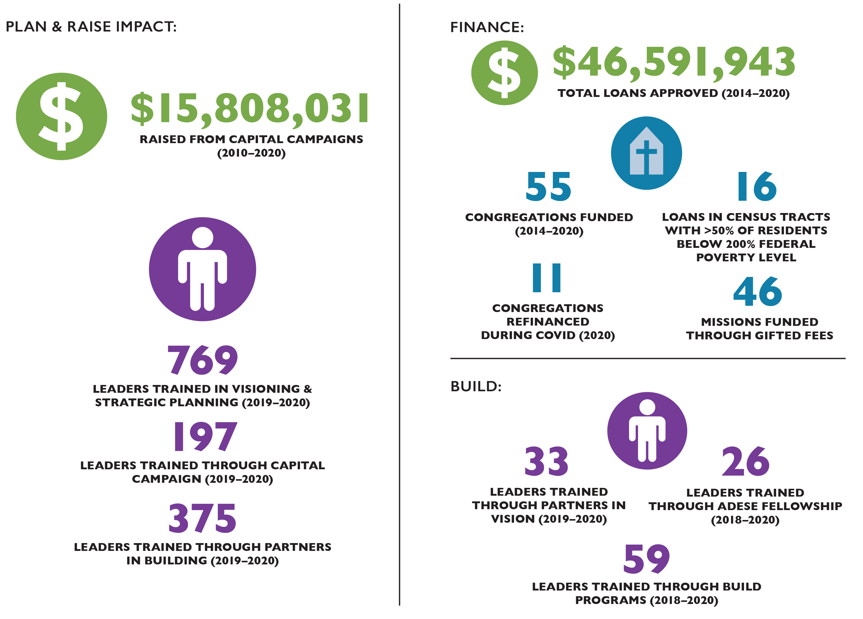 PLAN & RAISE IMPACT:
$
$15,808,031
RAISED FROM CAPITAL CAMPAIGNS
(2010–2020)
769
LEADERS TRAINED IN VISIONING &
STRATEGIC PLANNING (2019–2020)
197
LEADERS TRAINED THROUGH CAPITAL
CAMPAIGN (2019–2020)
375
LEADERS TRAINED THROUGH PARTNERS
IN BUILDING (2019–2020)
FINANCE:
$
$46,591,943
TOTAL LOANS APPROVED (2014–2020)
55
CONGREGATIONS FUNDED
(2014–2020)
16
LOANS IN CENSUS TRACTS
WITH >50% OF RESIDENTS
BELOW 200% FEDERAL
POVERTY LEVEL
11
CONGREGATIONS
REFINANCED
DURING COVID (2020)
46
MISSIONS FUNDED
THROUGH GIFTED FEES
BUILD:
33
LEADERS TRAINED
THROUGH PARTNERS IN
VISION (2019–2020)
26
LEADERS TRAINED
THROUGH ADESE FELLOWSHIP
(2018–2020)
59
LEADERS TRAINED THROUGH BUILD
PROGRAMS (2018–2020)